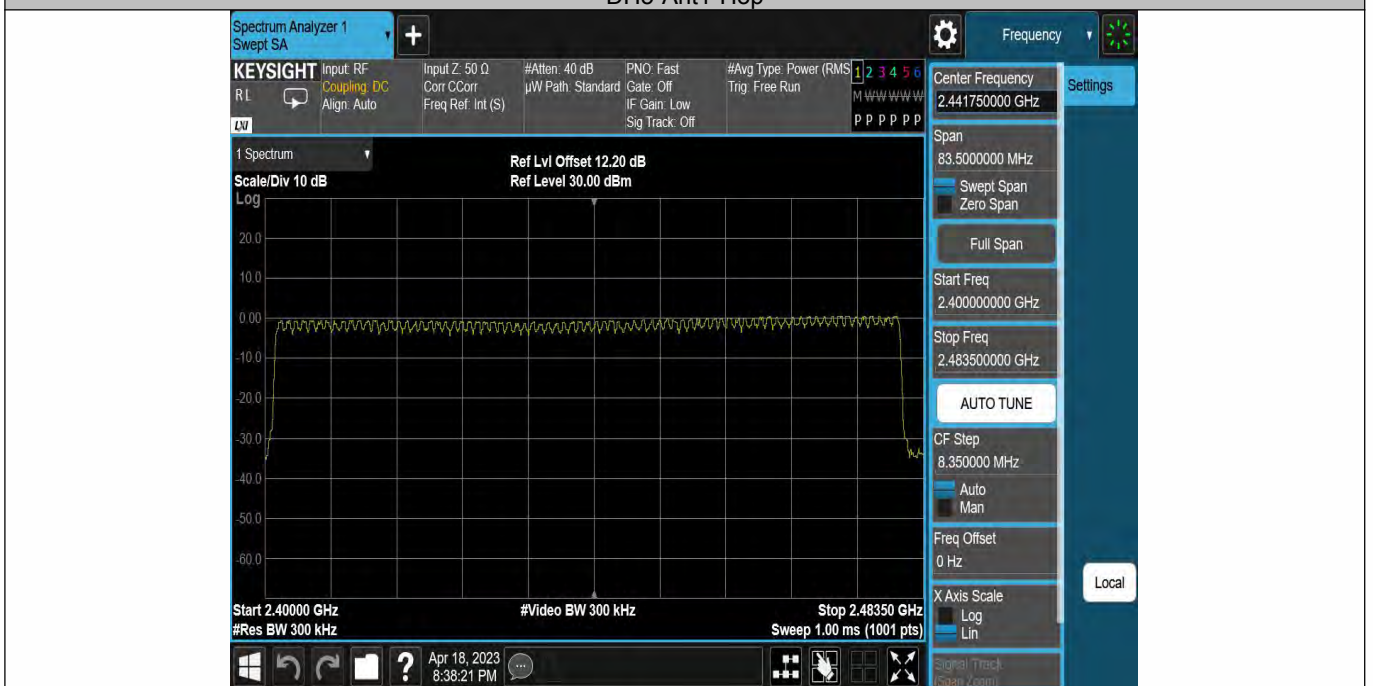 Spectrum Analyzer 1
Swept SA
Frequency
KEYSIGHT
RL
LXI
Input: RF
Coupling: DC
Align: Auto
Input Z: 50 Ω
Corr CCorr
Freq Ref: Int (S)
#Atten: 40 dB
µW Path: Standard
PNO: Fast
Gate: Off
IF Gain: Low
Sig Track: Off
#Avg Type: Power (RMS
Trig: Free Run
1 2 3 4 5 6
M W W W W W
P P P P P P
Center Frequency
2.441750000 GHz
Settings
Span
83.5000000 MHz
Swept Span
Zero Span
Full Span
Start Freq
2.400000000 GHz
Stop Freq
2.483500000 GHz
AUTO TUNE
CF Step
8.350000 MHz
Auto
Man
Freq Offset
0 Hz
X Axis Scale
Log
Lin
Signal Track
(Span Zoom)
Local
1 Spectrum
Scale/Div 10 dB
Log
Ref Lvl Offset 12.20 dB
Ref Level 30.00 dBm
20.0
10.0
0.00
-10.0
-20.0
-30.0
-40.0
-50.0
-60.0
Start 2.40000 GHz
#Res BW 300 kHz
#Video BW 300 kHz
Stop 2.48350 GHz
Sweep 1.00 ms (1001 pts)
?
Apr 18, 2023
8:38:21 PM